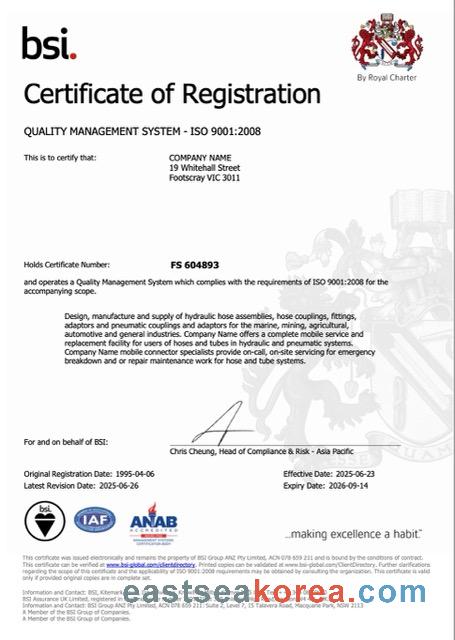 bsi.
By Royal Charter
Certificate of Registration
QUALITY MANAGEMENT SYSTEM - ISO 9001:2008
This is to certify that:
COMPANY NAME
19 Whitehall Street
Footscray VIC 3011
Holds Certificate Number:
FS 604893
and operates a Quality Management System which complies with the requirements of ISO 9001:2008 for the
accompanying scope.
Design, manufacture and supply of hydraulic hose assemblies, hose couplings, fittings,
adaptors and pneumatic couplings and adaptors for the marine, mining, agricultural,
automotive and general industries. Company Name offers a complete mobile service and
replacement facility for users of hoses and tubes in hydraulic and pneumatic systems.
Company Name mobile connector specialists provide on-call, on-site servicing for emergency
breakdown and or repair maintenance work for hose and tube systems.
For and on behalf of BSI:
Chris Cheung, Head of Compliance & Risk - Asia Pacific
Original Registration Date: 1995-04-06
Effective Date: 2025-06-23
Latest Revision Date: 2025-06-26
Expiry Date: 2026-09-14
bsi.
IAF
ANAB
ACCREDITED
...making excellence a habit.™
This certificate was issued electronically and remains the property of BSI Group ANZ Pty Limited, ACN 078 659 211 and is bound by the conditions of contract.
This certificate can be verified at www.bsi-global.com/clientdirectory. Printed copies can be validated at www.bsi-global.com/ClientDirectory. Further clarifications
regarding the scope of this certificate and the applicability of ISO 9001:2008 requirements may be obtained by consulting the organization. This certificate is valid
only if provided original copies are in complete set.
Information and Contact: BSI, Kitemark
BSI Assurance UK Limited, registered in
eastseakorea.com
Information and Contact: BSI Group ANZ Pty Limited, ACN 078 659 211: Suite 2, Level 7, 15 Talavera Road, Macquarie Park, NSW 2113
A Member of the BSI Group of Companies.
A Member of the BSI Group of Companies.